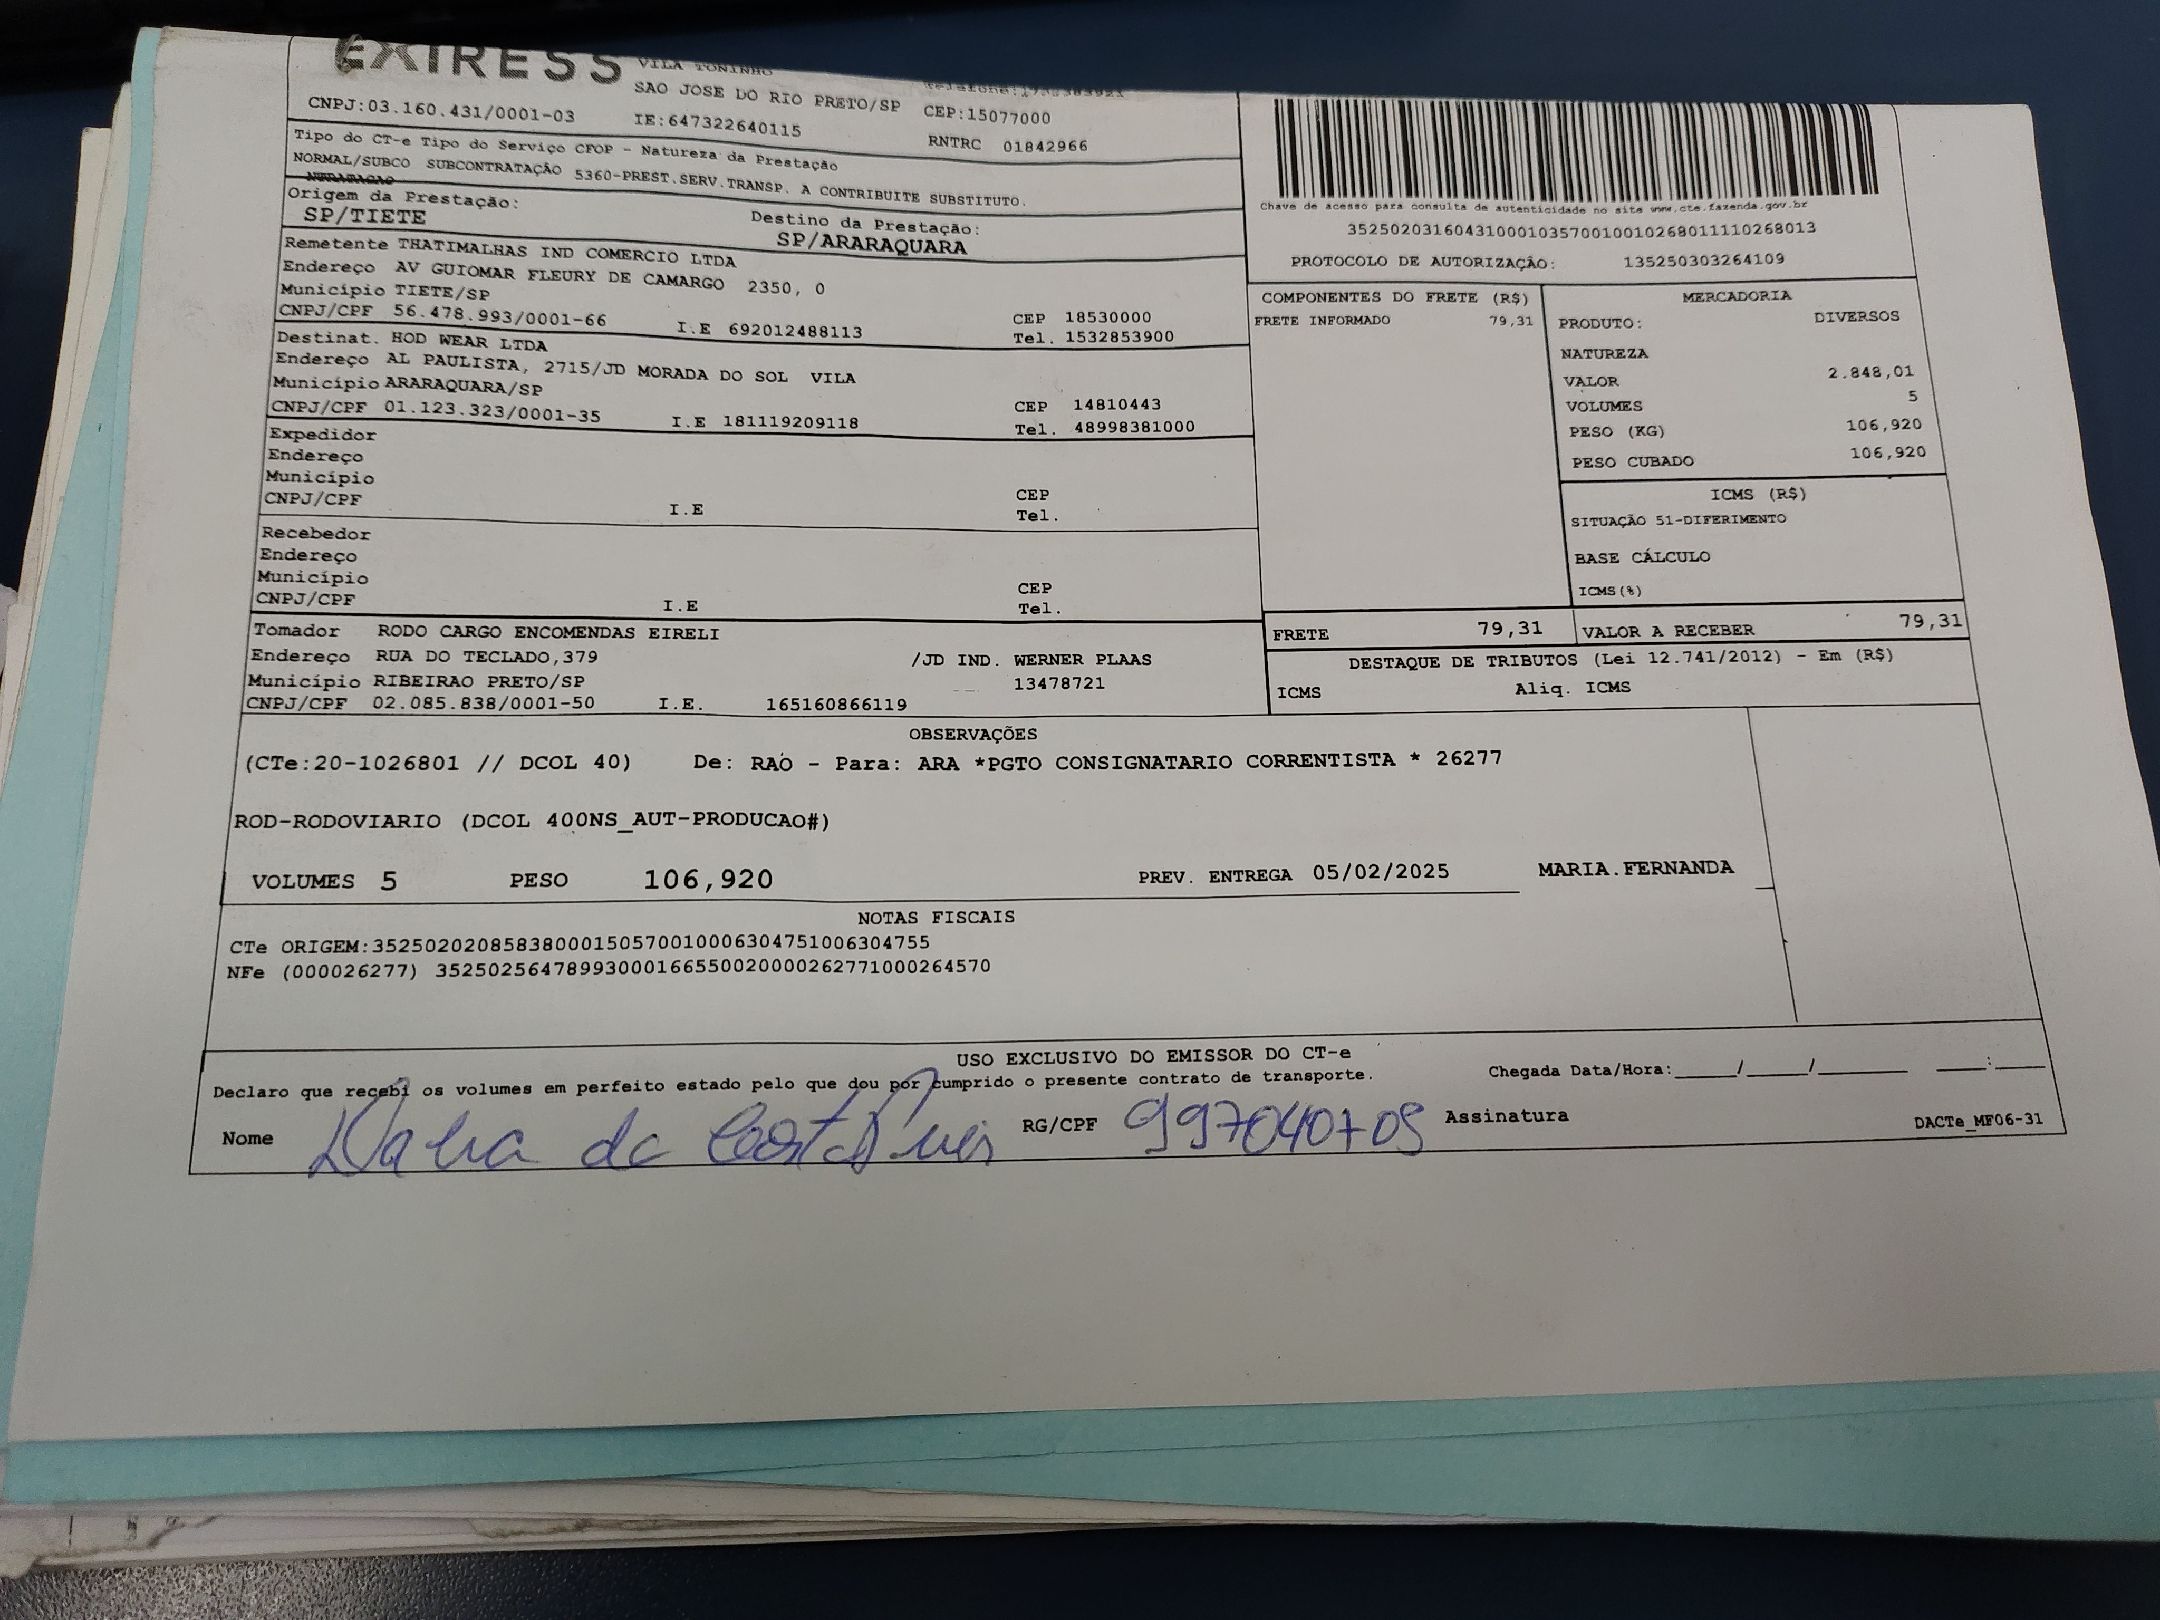 EXPRESS
VILA TONINHO
SAO JOSE DO RIO PRETO/SP CEP:15077000
CNPJ:03.160.431/0001-03 IE:647322640115 RNTRC 01842966
Tipo do CT-e Tipo do Serviço CFOP - Natureza da Prestação
NORMAL/SUBCO SUBCONTRATAÇÃO 5360-PREST.SERV.TRANSP. A CONTRIBUITE SUBSTITUTO.
NTRATACAO
Origem da Prestação: Destino da Prestação:
SP/TIETE SP/ARARAQUARA
Remetente THATIMALHAS IND COMERCIO LTDA
Endereço AV GUIOMAR FLEURY DE CAMARGO 2350, 0
Município TIETE/SP CEP 18530000
CNPJ/CPF 56.478.993/0001-66 I.E 692012488113 Tel. 1532853900
Destinat. HOD WEAR LTDA
Endereço AL PAULISTA, 2715/JD MORADA DO SOL VILA
Município ARARAQUARA/SP CEP 14810443
CNPJ/CPF 01.123.323/0001-35 I.E 181119209118 Tel. 48998381000
Expedidor
Endereço
Município CEP
CNPJ/CPF I.E Tel.
Recebedor
Endereço
Município CEP
CNPJ/CPF I.E Tel.
Tomador RODO CARGO ENCOMENDAS EIRELI
Endereço RUA DO TECLADO,379 /JD IND. WERNER PLAAS
Município RIBEIRAO PRETO/SP 13478721
CNPJ/CPF 02.085.838/0001-50 I.E. 165160866119
Chave de acesso para consulta de autenticidade no site www.cte.fazenda.gov.br
35250203160431000103570010010268011110268013
PROTOCOLO DE AUTORIZAÇÃO: 135250303264109
COMPONENTES DO FRETE (R$)
FRETE INFORMADO 79,31
MERCADORIA
PRODUTO: DIVERSOS
NATUREZA
VALOR 2.848,01
VOLUMES 5
PESO (KG) 106,920
PESO CUBADO 106,920
ICMS (R$)
SITUAÇÃO 51-DIFERIMENTO
BASE CÁLCULO
ICMS(%)
FRETE 79,31 VALOR A RECEBER 79,31
DESTAQUE DE TRIBUTOS (Lei 12.741/2012) - Em (R$)
ICMS Aliq. ICMS
OBSERVAÇÕES
(CTe:20-1026801 // DCOL 40) De: RAO - Para: ARA *PGTO CONSIGNATARIO CORRENTISTA * 26277
ROD-RODOVIARIO (DCOL 400NS_AUT-PRODUCAO#)
VOLUMES 5 PESO 106,920 PREV. ENTREGA 05/02/2025 MARIA.FERNANDA
NOTAS FISCAIS
CTe ORIGEM:35250202085838000150570010006304751006304755
NFe (000026277) 35250256478993000166550020000262771000264570
USO EXCLUSIVO DO EMISSOR DO CT-e
Declaro que recebi os volumes em perfeito estado pelo que dou por cumprido o presente contrato de transporte. Chegada Data/Hora:_____/_____/_______ ____:____
Nome RG/CPF Assinatura
DACTe_MF06-31